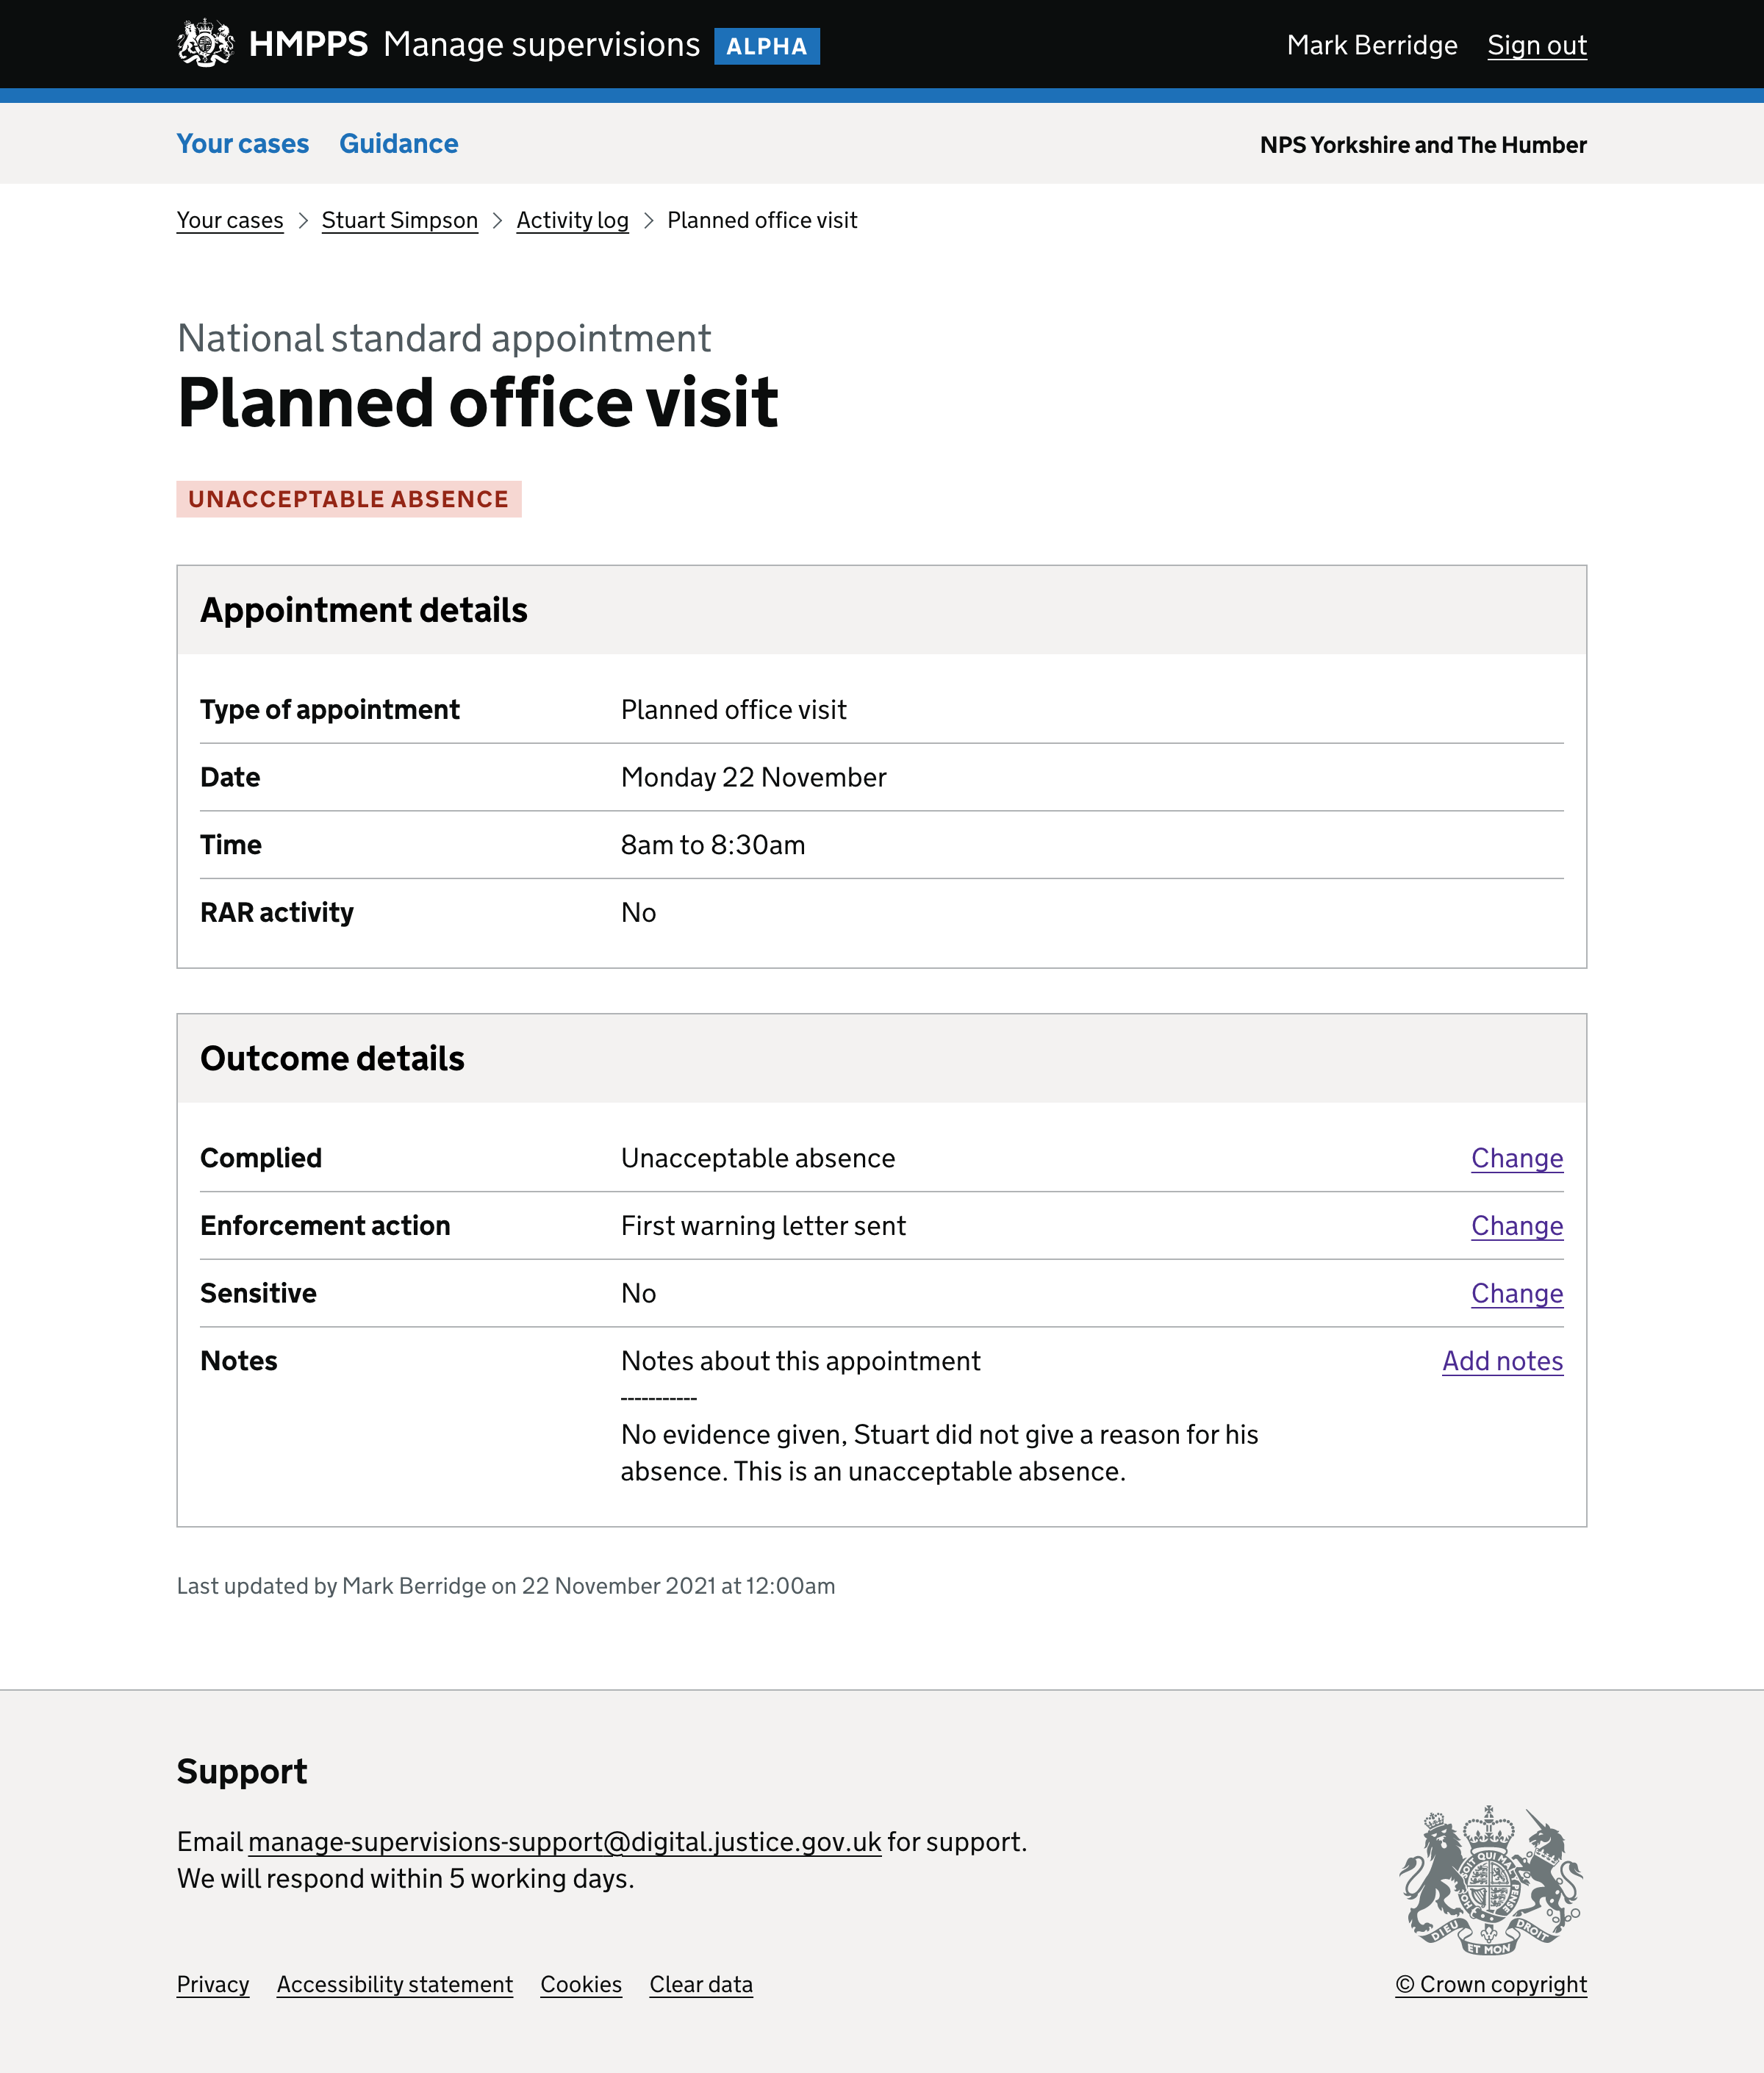 HMPPS Manage supervisions ALPHA Mark Berridge Sign out
Your cases Guidance NPS Yorkshire and The Humber
Your cases Stuart Simpson Activity log Planned office visit
National standard appointment
Planned office visit
UNACCEPTABLE ABSENCE
Appointment details
Type of appointment Planned office visit
Date Monday 22 November
Time 8am to 8:30am
RAR activity No
Outcome details
Complied Unacceptable absence Change
Enforcement action First warning letter sent Change
Sensitive No Change
Notes Notes about this appointment Add notes
-----------
No evidence given, Stuart did not give a reason for his
absence. This is an unacceptable absence.
Last updated by Mark Berridge on 22 November 2021 at 12:00am
Support
Email manage-supervisions-support@digital.justice.gov.uk for support.
We will respond within 5 working days.
DIEU ET MON DROIT
Privacy Accessibility statement Cookies Clear data © Crown copyright